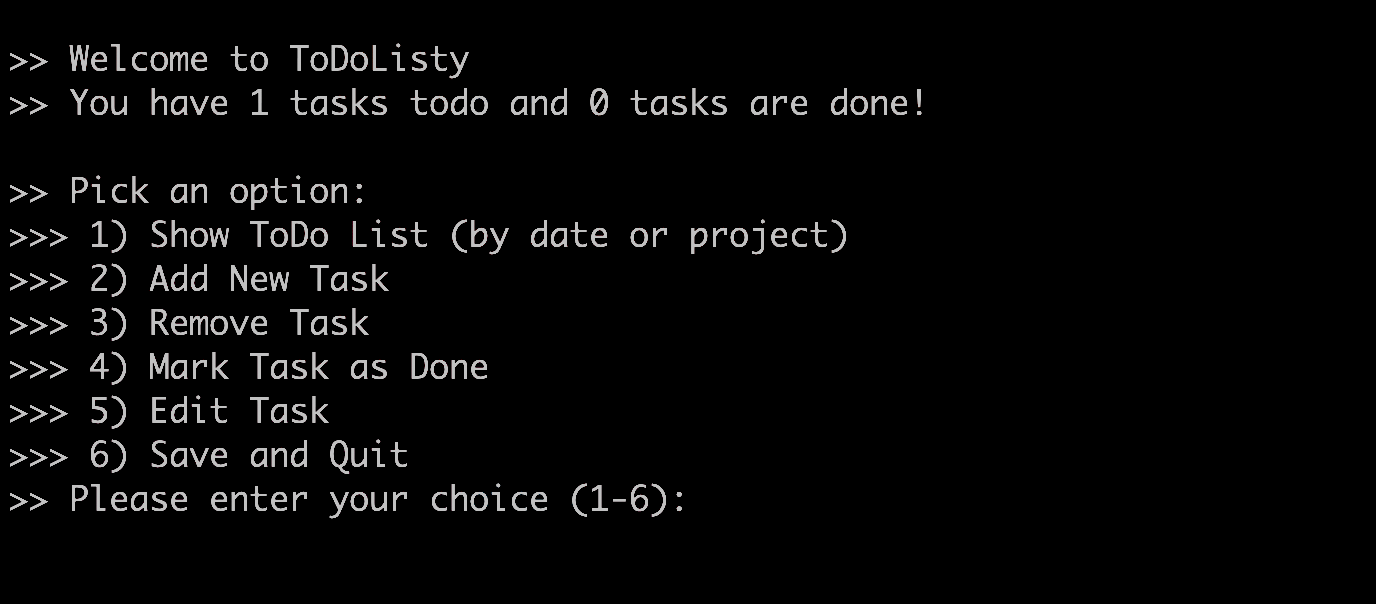 >> Welcome to ToDoListy
>> You have 1 tasks todo and 0 tasks are done!
>> Pick an option:
>>> 1) Show ToDo List (by date or project)
>>> 2) Add New Task
>>> 3) Remove Task
>>> 4) Mark Task as Done
>>> 5) Edit Task
>>> 6) Save and Quit
>> Please enter your choice (1-6):